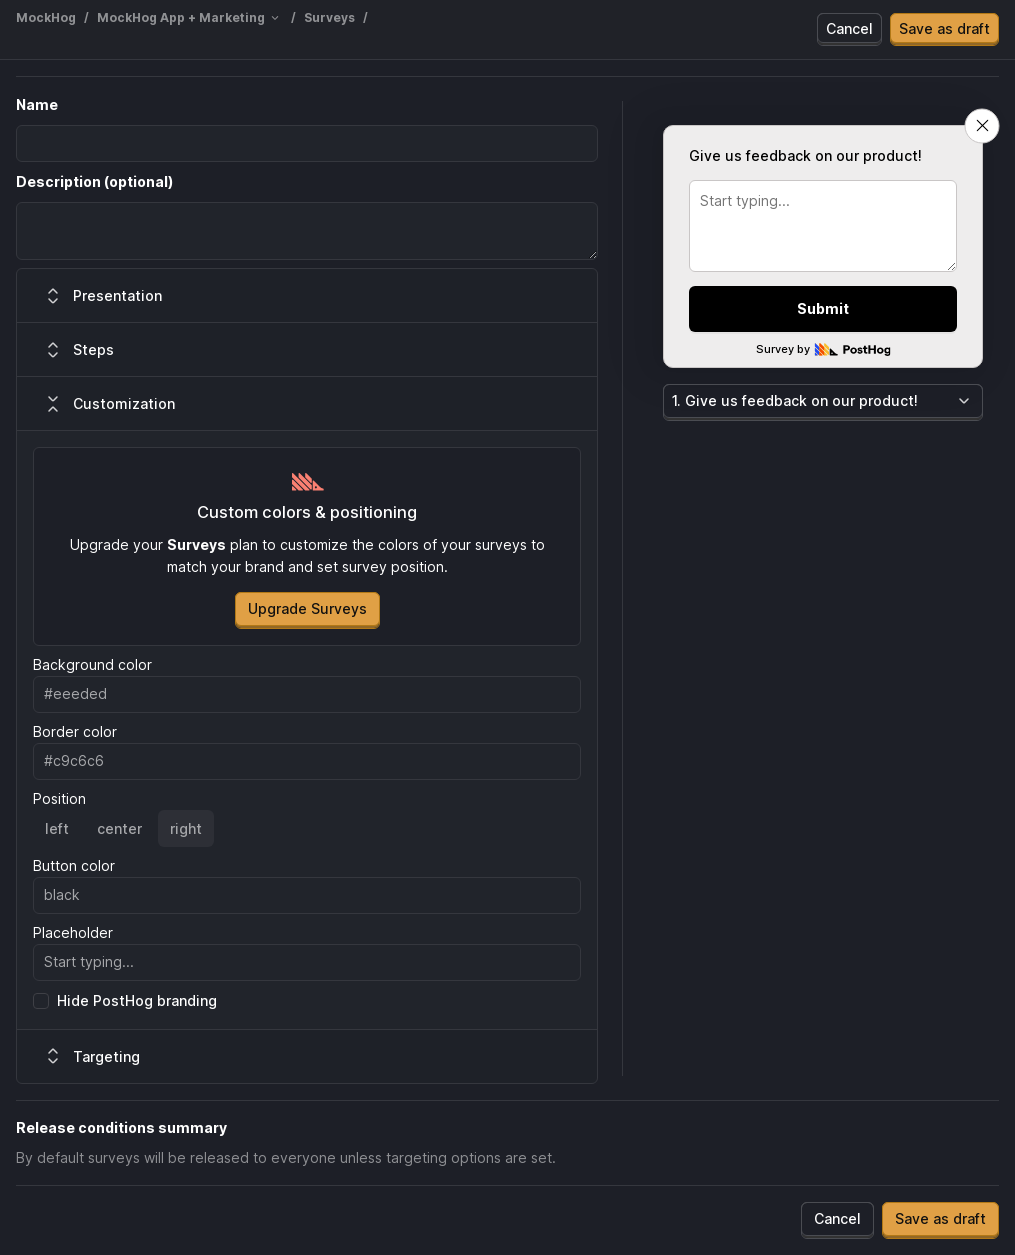 MockHog / MockHog App + Marketing / Surveys /
Cancel
Save as draft
Name
Description (optional)
Presentation
Steps
Customization
Custom colors & positioning
Upgrade your Surveys plan to customize the colors of your surveys to
match your brand and set survey position.
Upgrade Surveys
Background color
#eeeded
Border color
#c9c6c6
Position
left center right
Button color
black
Placeholder
Start typing...
Hide PostHog branding
Targeting
Give us feedback on our product!
Start typing...
Submit
Survey by PostHog
1. Give us feedback on our product!
Release conditions summary
By default surveys will be released to everyone unless targeting options are set.
Cancel
Save as draft